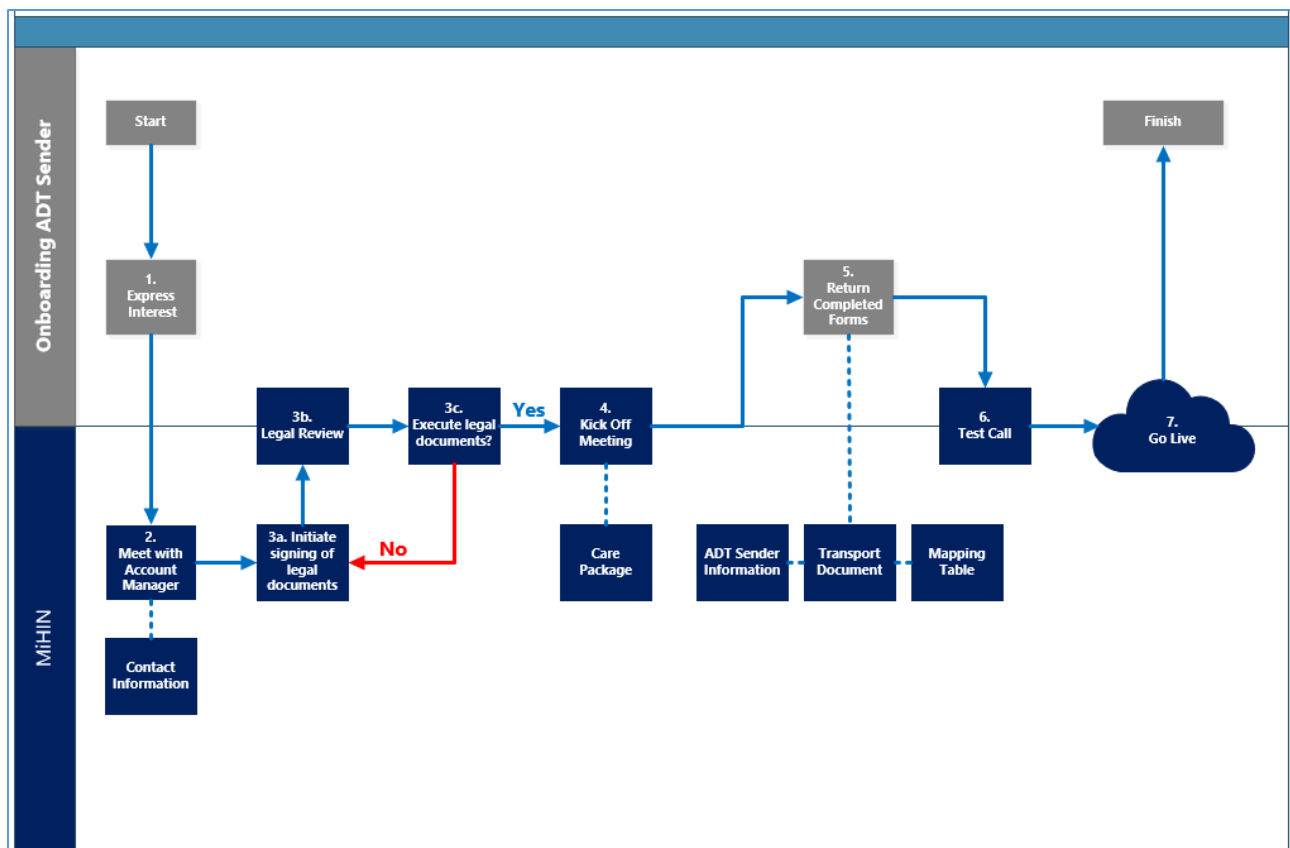 Onboarding ADT Sender
Start
Finish
1.
Express
Interest
5.
Return
Completed
Forms
3b.
Legal Review
3c.
Execute legal
documents?
Yes
4.
Kick Off
Meeting
6.
Test Call
7.
Go Live
MiHIN
2.
Meet with
Account
Manager
3a. Initiate
signing of
legal
documents
No
Care
Package
ADT Sender
Information
Transport
Document
Mapping
Table
Contact
Information